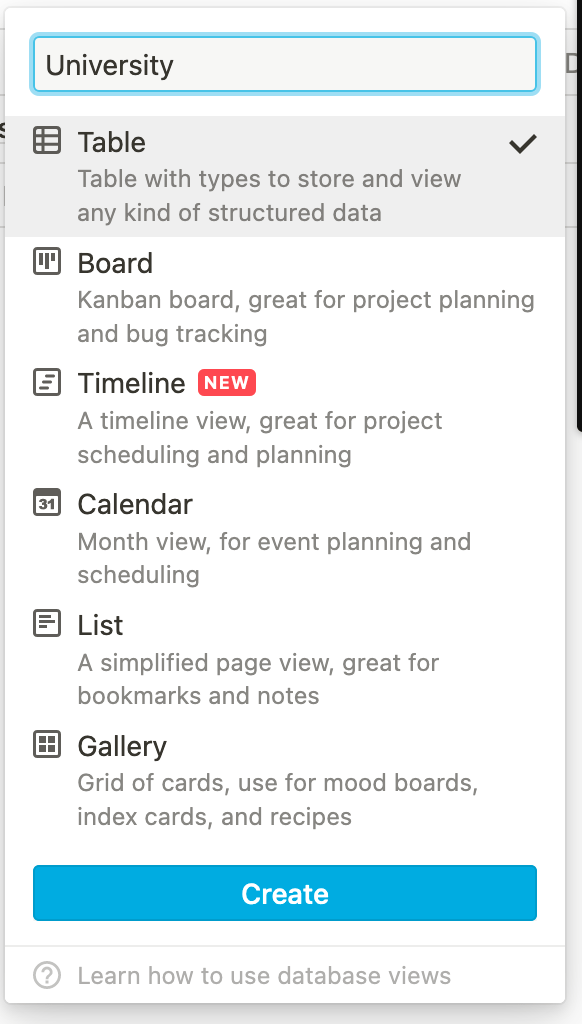 University
Table
Table with types to store and view
any kind of structured data
Board
Kanban board, great for project planning
and bug tracking
Timeline NEW
A timeline view, great for project
scheduling and planning
31 Calendar
Month view, for event planning and
scheduling
List
A simplified page view, great for
bookmarks and notes
Gallery
Grid of cards, use for mood boards,
index cards, and recipes
Create
? Learn how to use database views